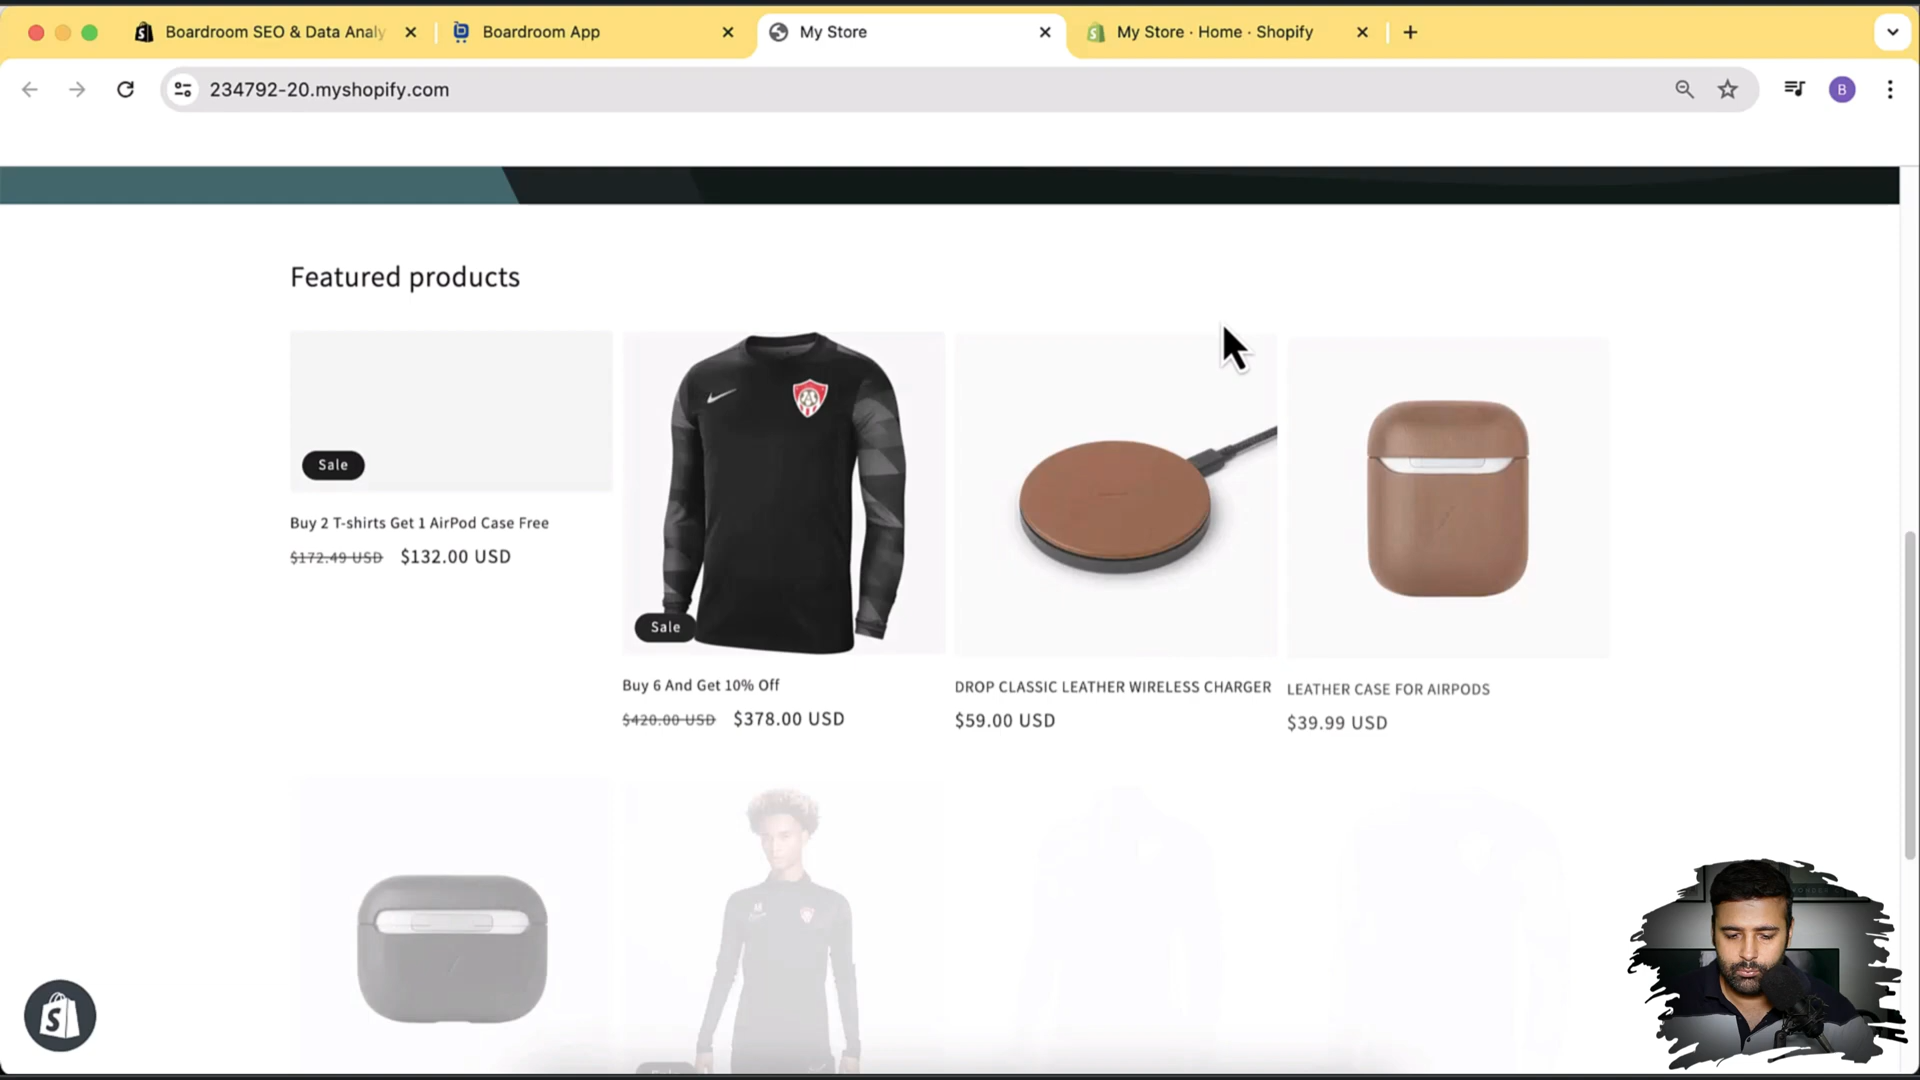 Boardroom SEO & Data Analy
Boardroom App
My Store
My Store · Home · Shopify
234792-20.myshopify.com
B
Featured products
Sale
Buy 2 T-shirts Get 1 AirPod Case Free
$172.49 USD $132.00 USD
Sale
Buy 6 And Get 10% Off
$420.00 USD $378.00 USD
DROP CLASSIC LEATHER WIRELESS CHARGER
$59.00 USD
LEATHER CASE FOR AIRPODS
$39.99 USD